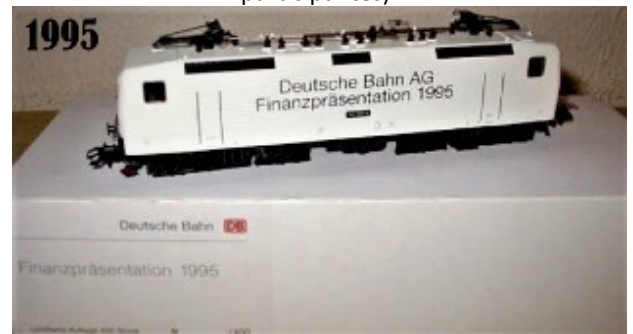 1995
Deutsche Bahn AG
Finanzpräsentation 1995
Deutsche Bahn DB
Finanzpräsentation 1995